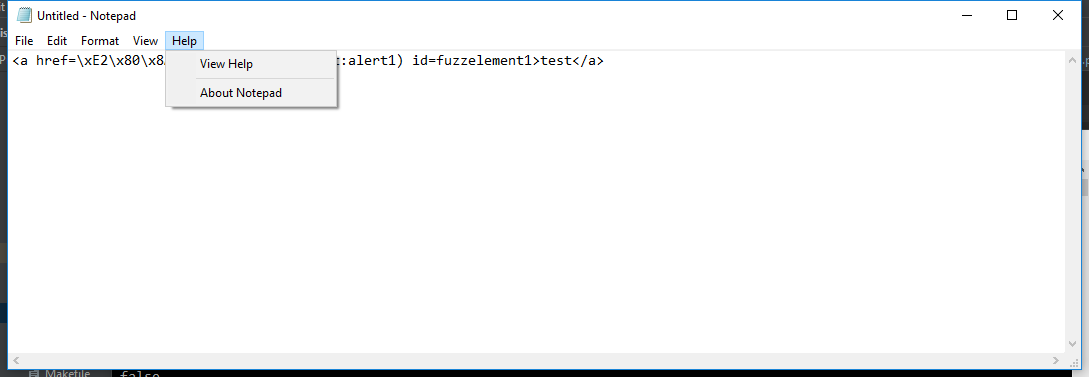 Untitled - Notepad
File Edit Format View Help
<a href=\xE2\x80\x8 :alert1) id=fuzzelement1>test</a>
View Help
About Notepad
Makefile false